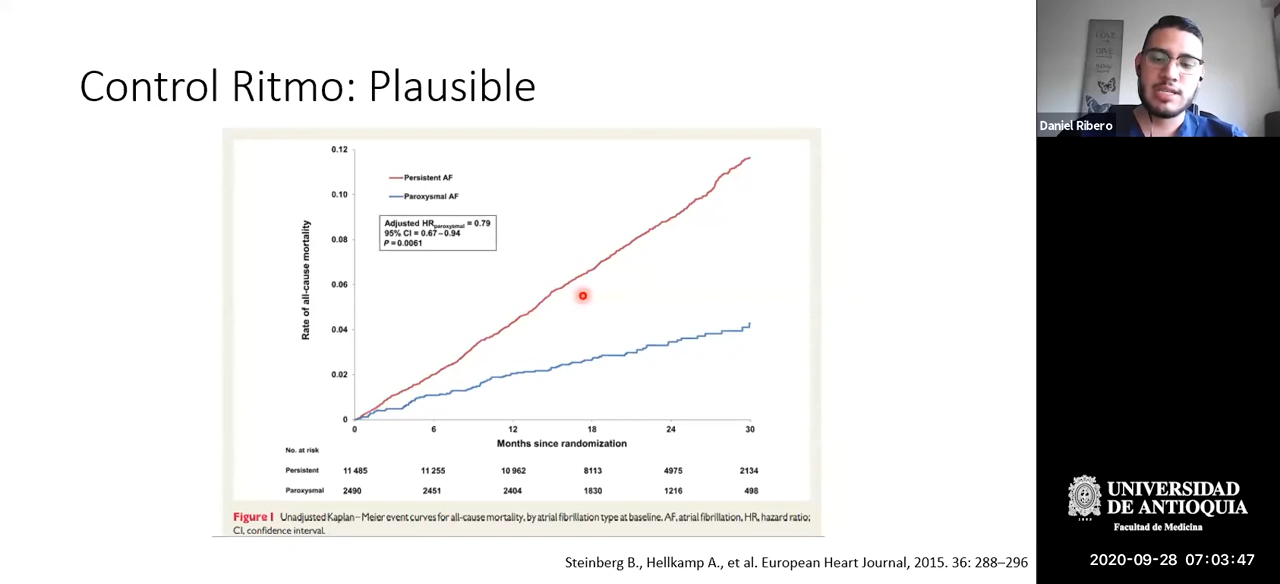 Control Ritmo: Plausible
0.12
0.10
0.08
0.06
0.04
0.02
0
Rate of all-cause mortality
Persistent AF
Paroxysmal AF
Adjusted HRparoxysmal = 0.79
95% CI = 0.67–0.94
P = 0.0061
0 6 12 18 24 30
Months since randomization
No. at risk
Persistent 11 485 11 255 10 962 8113 4975 2134
Paroxysmal 2490 2451 2404 1830 1216 498
Figure 1 Unadjusted Kaplan–Meier event curves for all-cause mortality, by atrial fibrillation type at baseline. AF, atrial fibrillation, HR, hazard ratio;
CI, confidence interval.
Steinberg B., Hellkamp A., et al. European Heart Journal, 2015. 36: 288–296
LOVE
GIVE
Daniel Ribero
UNIVERSIDAD
DE ANTIOQUIA
Facultad de Medicina
1803
2020-09-28 07:03:47